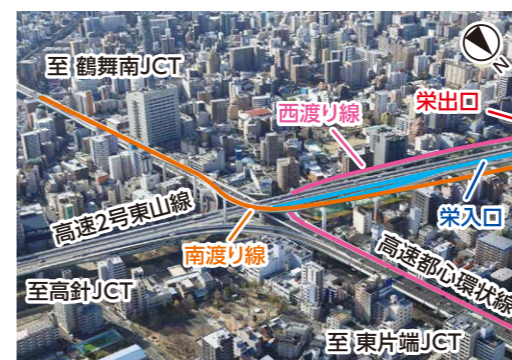 至 鶴舞南JCT
N
栄出口
西渡り線
栄入口
高速2号東山線
南渡り線
高速都心環状線
至高針JCT
至 東片端JCT